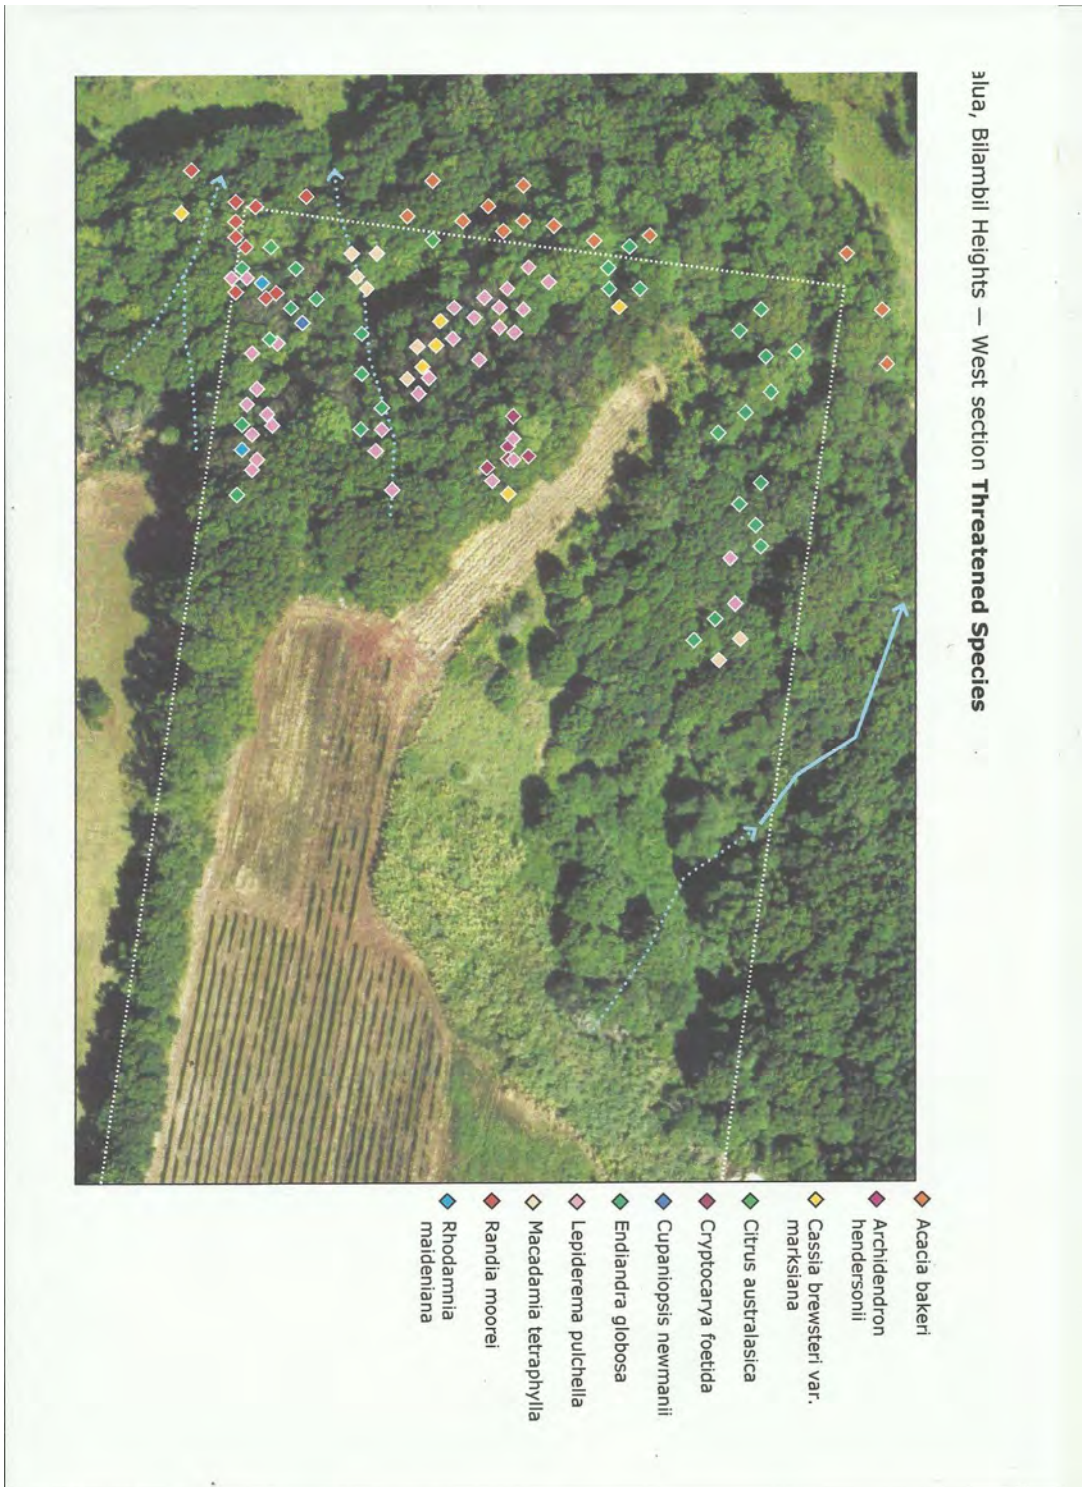 alua, Bilambil Heights — West section Threatened Species
Acacia bakeri
Archidendron
hendersonii
Cassia brewsteri var.
marksiana
Citrus australasica
Cryptocarya foetida
Cupaniopsis newmanii
Endiandra globosa
Lepiderema pulchella
Macadamia tetraphylla
Randia moorei
Rhodamnia
maideniana